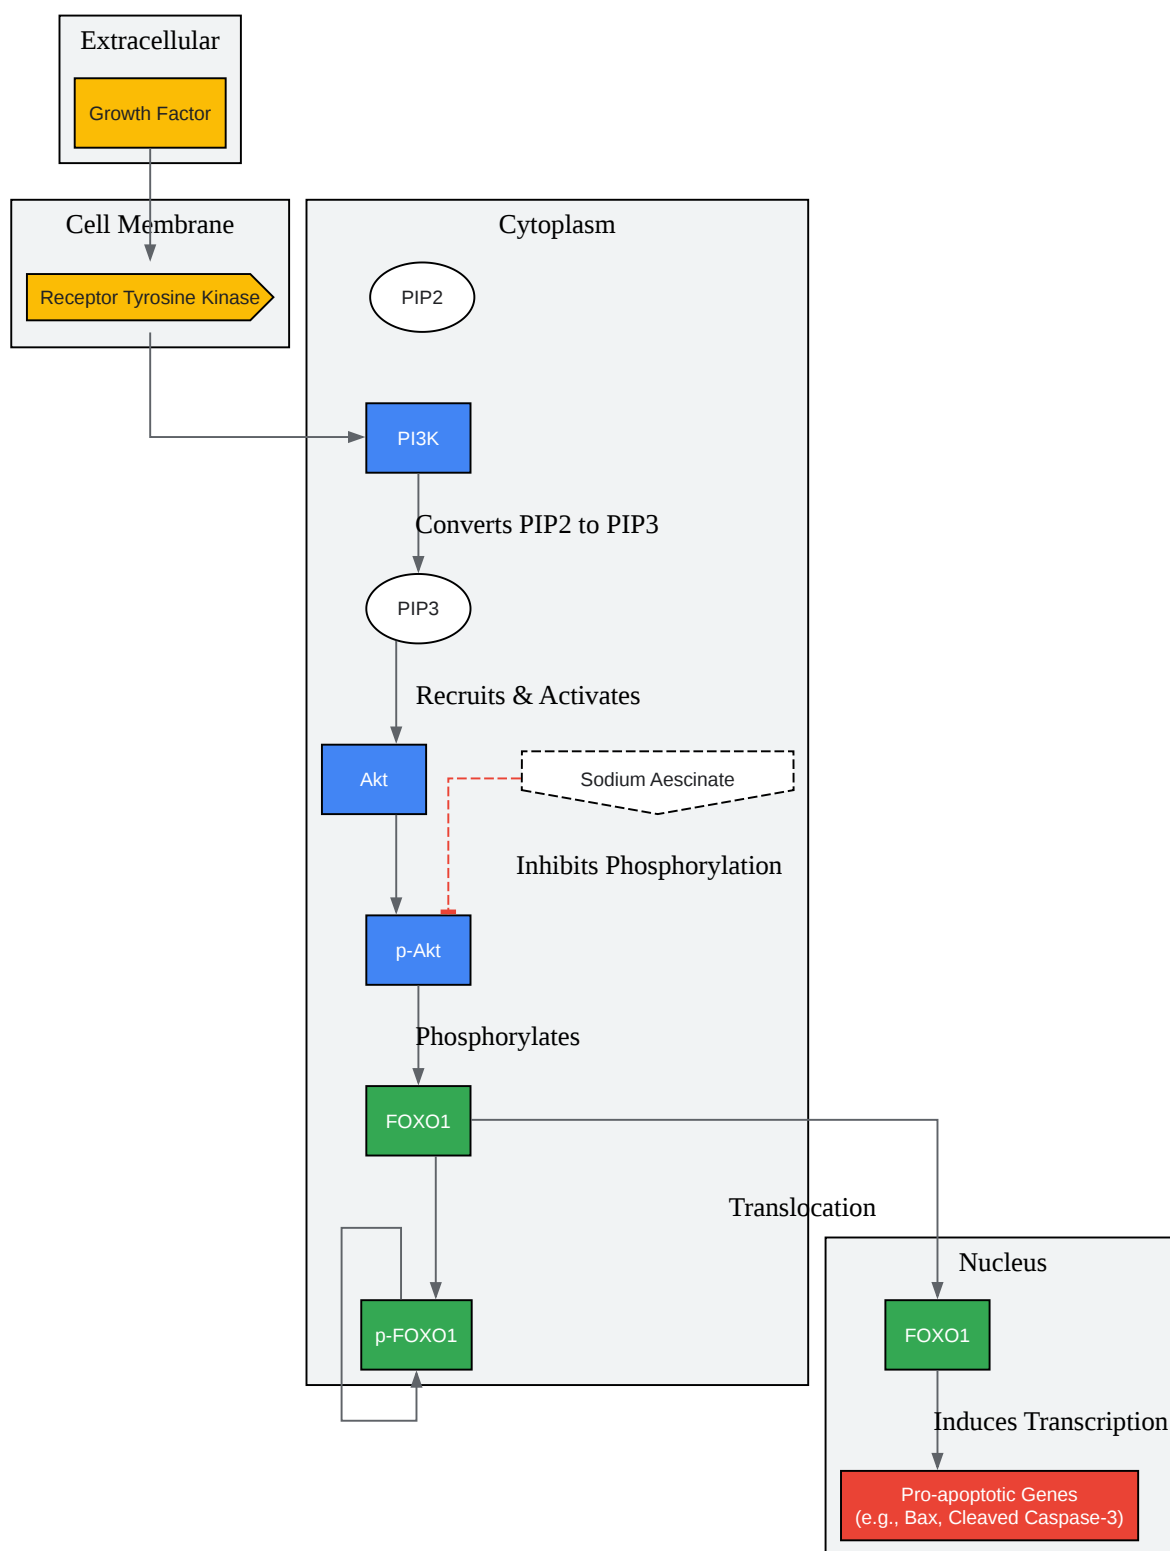 Extracellular
Growth Factor
Cell Membrane
Receptor Tyrosine Kinase
Cytoplasm
PIP2
PI3K
Converts PIP2 to PIP3
PIP3
Recruits & Activates
Akt
Sodium Aescinate
Inhibits Phosphorylation
p-Akt
Phosphorylates
FOXO1
Translocation
p-FOXO1
Nucleus
FOXO1
Induces Transcription
Pro-apoptotic Genes
(e.g., Bax, Cleaved Caspase-3)